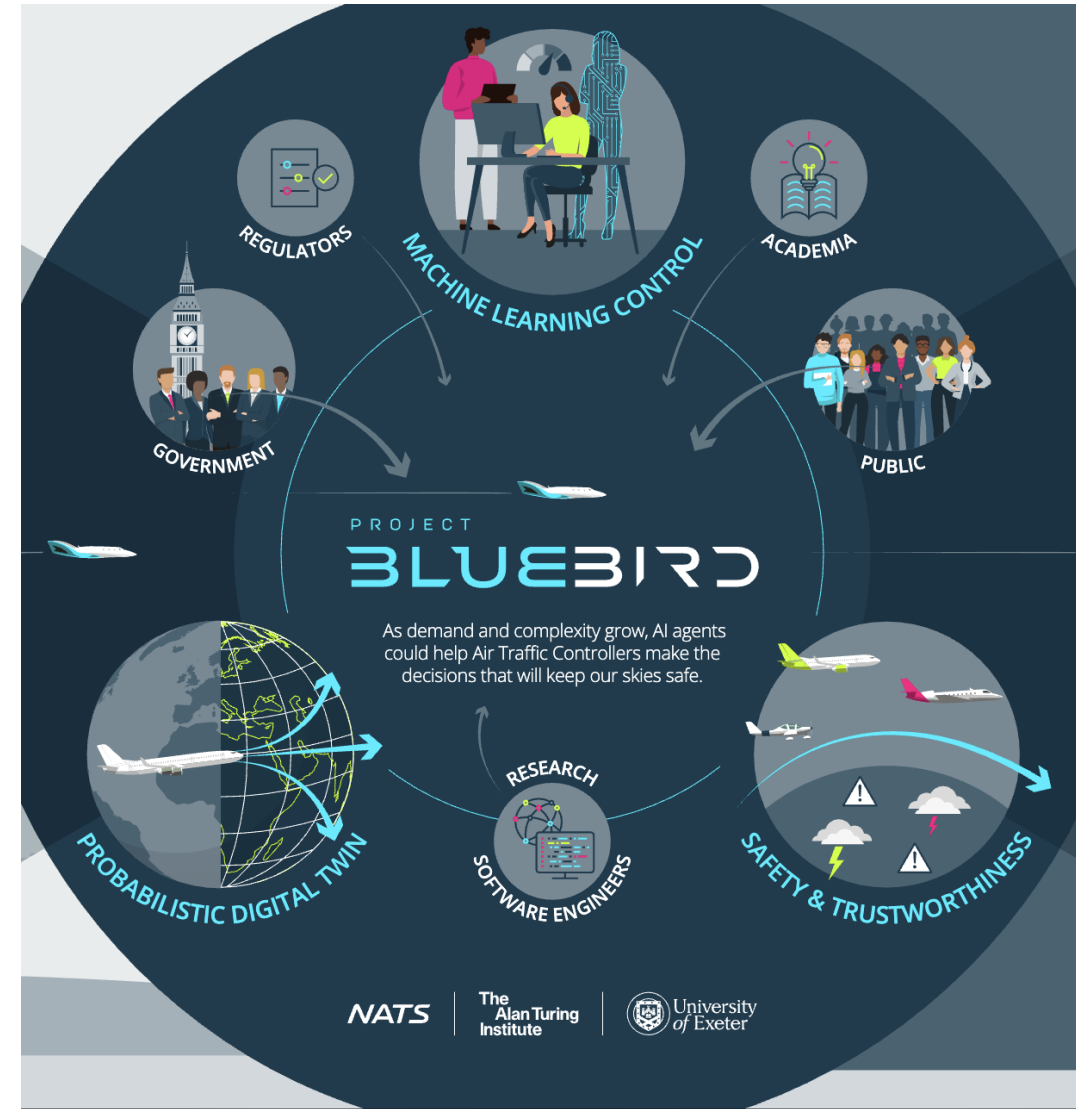 MACHINE LEARNING CONTROL
REGULATORS
ACADEMIA
GOVERNMENT
PUBLIC
PROJECT
BLUEBIRD
As demand and complexity grow, AI agents
could help Air Traffic Controllers make the
decisions that will keep our skies safe.
PROBABILISTIC DIGITAL TWIN
RESEARCH
SOFTWARE ENGINEERS
SAFETY & TRUSTWORTHINESS
NATS
The
Alan Turing
Institute
University
of Exeter